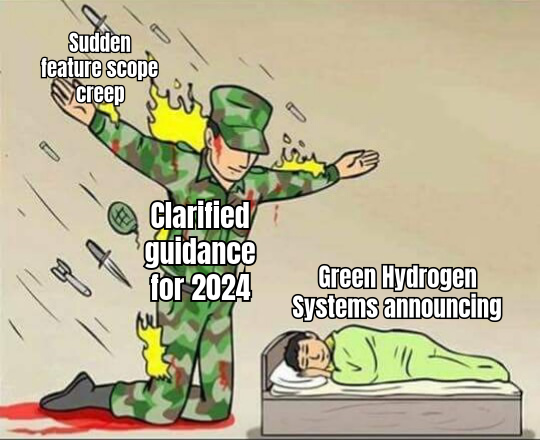 Sudden
feature scope
creep
Clarified
guidance
for 2024
Green Hydrogen
Systems announcing